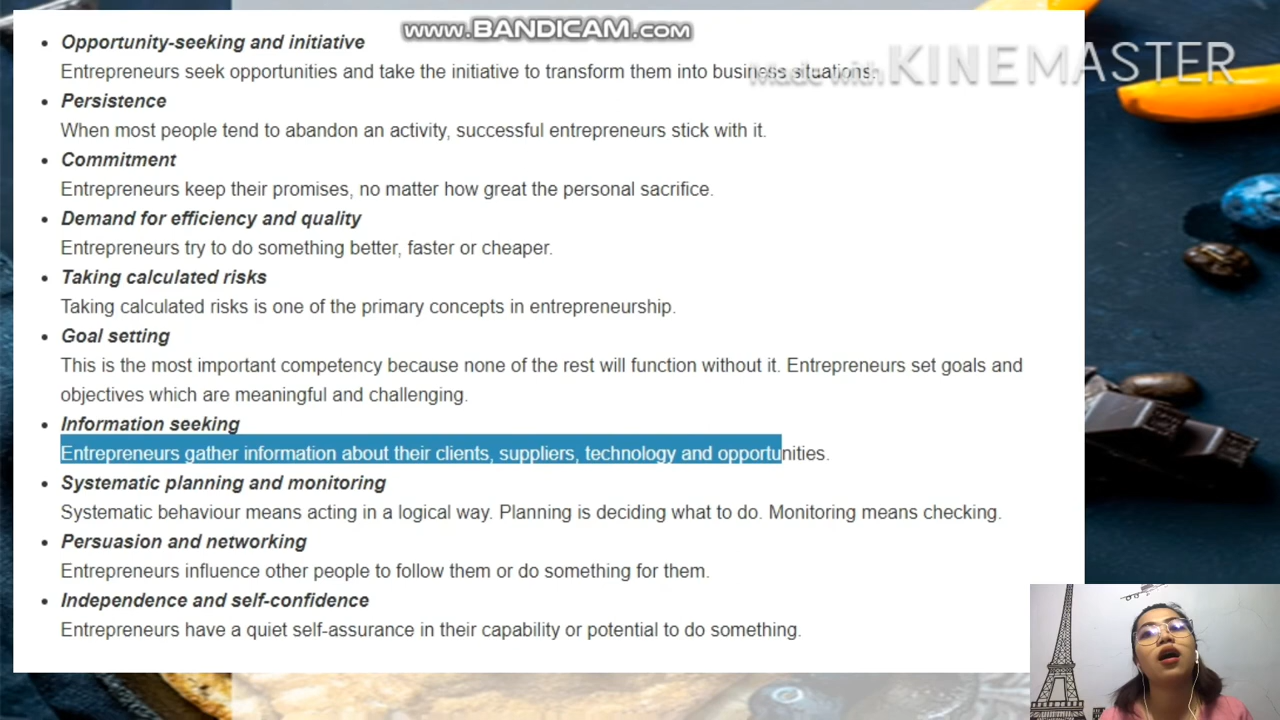 www.BANDICAM.com
Made with KINEMASTER
• Opportunity-seeking and initiative
Entrepreneurs seek opportunities and take the initiative to transform them into business situations.
• Persistence
When most people tend to abandon an activity, successful entrepreneurs stick with it.
• Commitment
Entrepreneurs keep their promises, no matter how great the personal sacrifice.
• Demand for efficiency and quality
Entrepreneurs try to do something better, faster or cheaper.
• Taking calculated risks
Taking calculated risks is one of the primary concepts in entrepreneurship.
• Goal setting
This is the most important competency because none of the rest will function without it. Entrepreneurs set goals and
objectives which are meaningful and challenging.
• Information seeking
Entrepreneurs gather information about their clients, suppliers, technology and opportunities.
• Systematic planning and monitoring
Systematic behaviour means acting in a logical way. Planning is deciding what to do. Monitoring means checking.
• Persuasion and networking
Entrepreneurs influence other people to follow them or do something for them.
• Independence and self-confidence
Entrepreneurs have a quiet self-assurance in their capability or potential to do something.